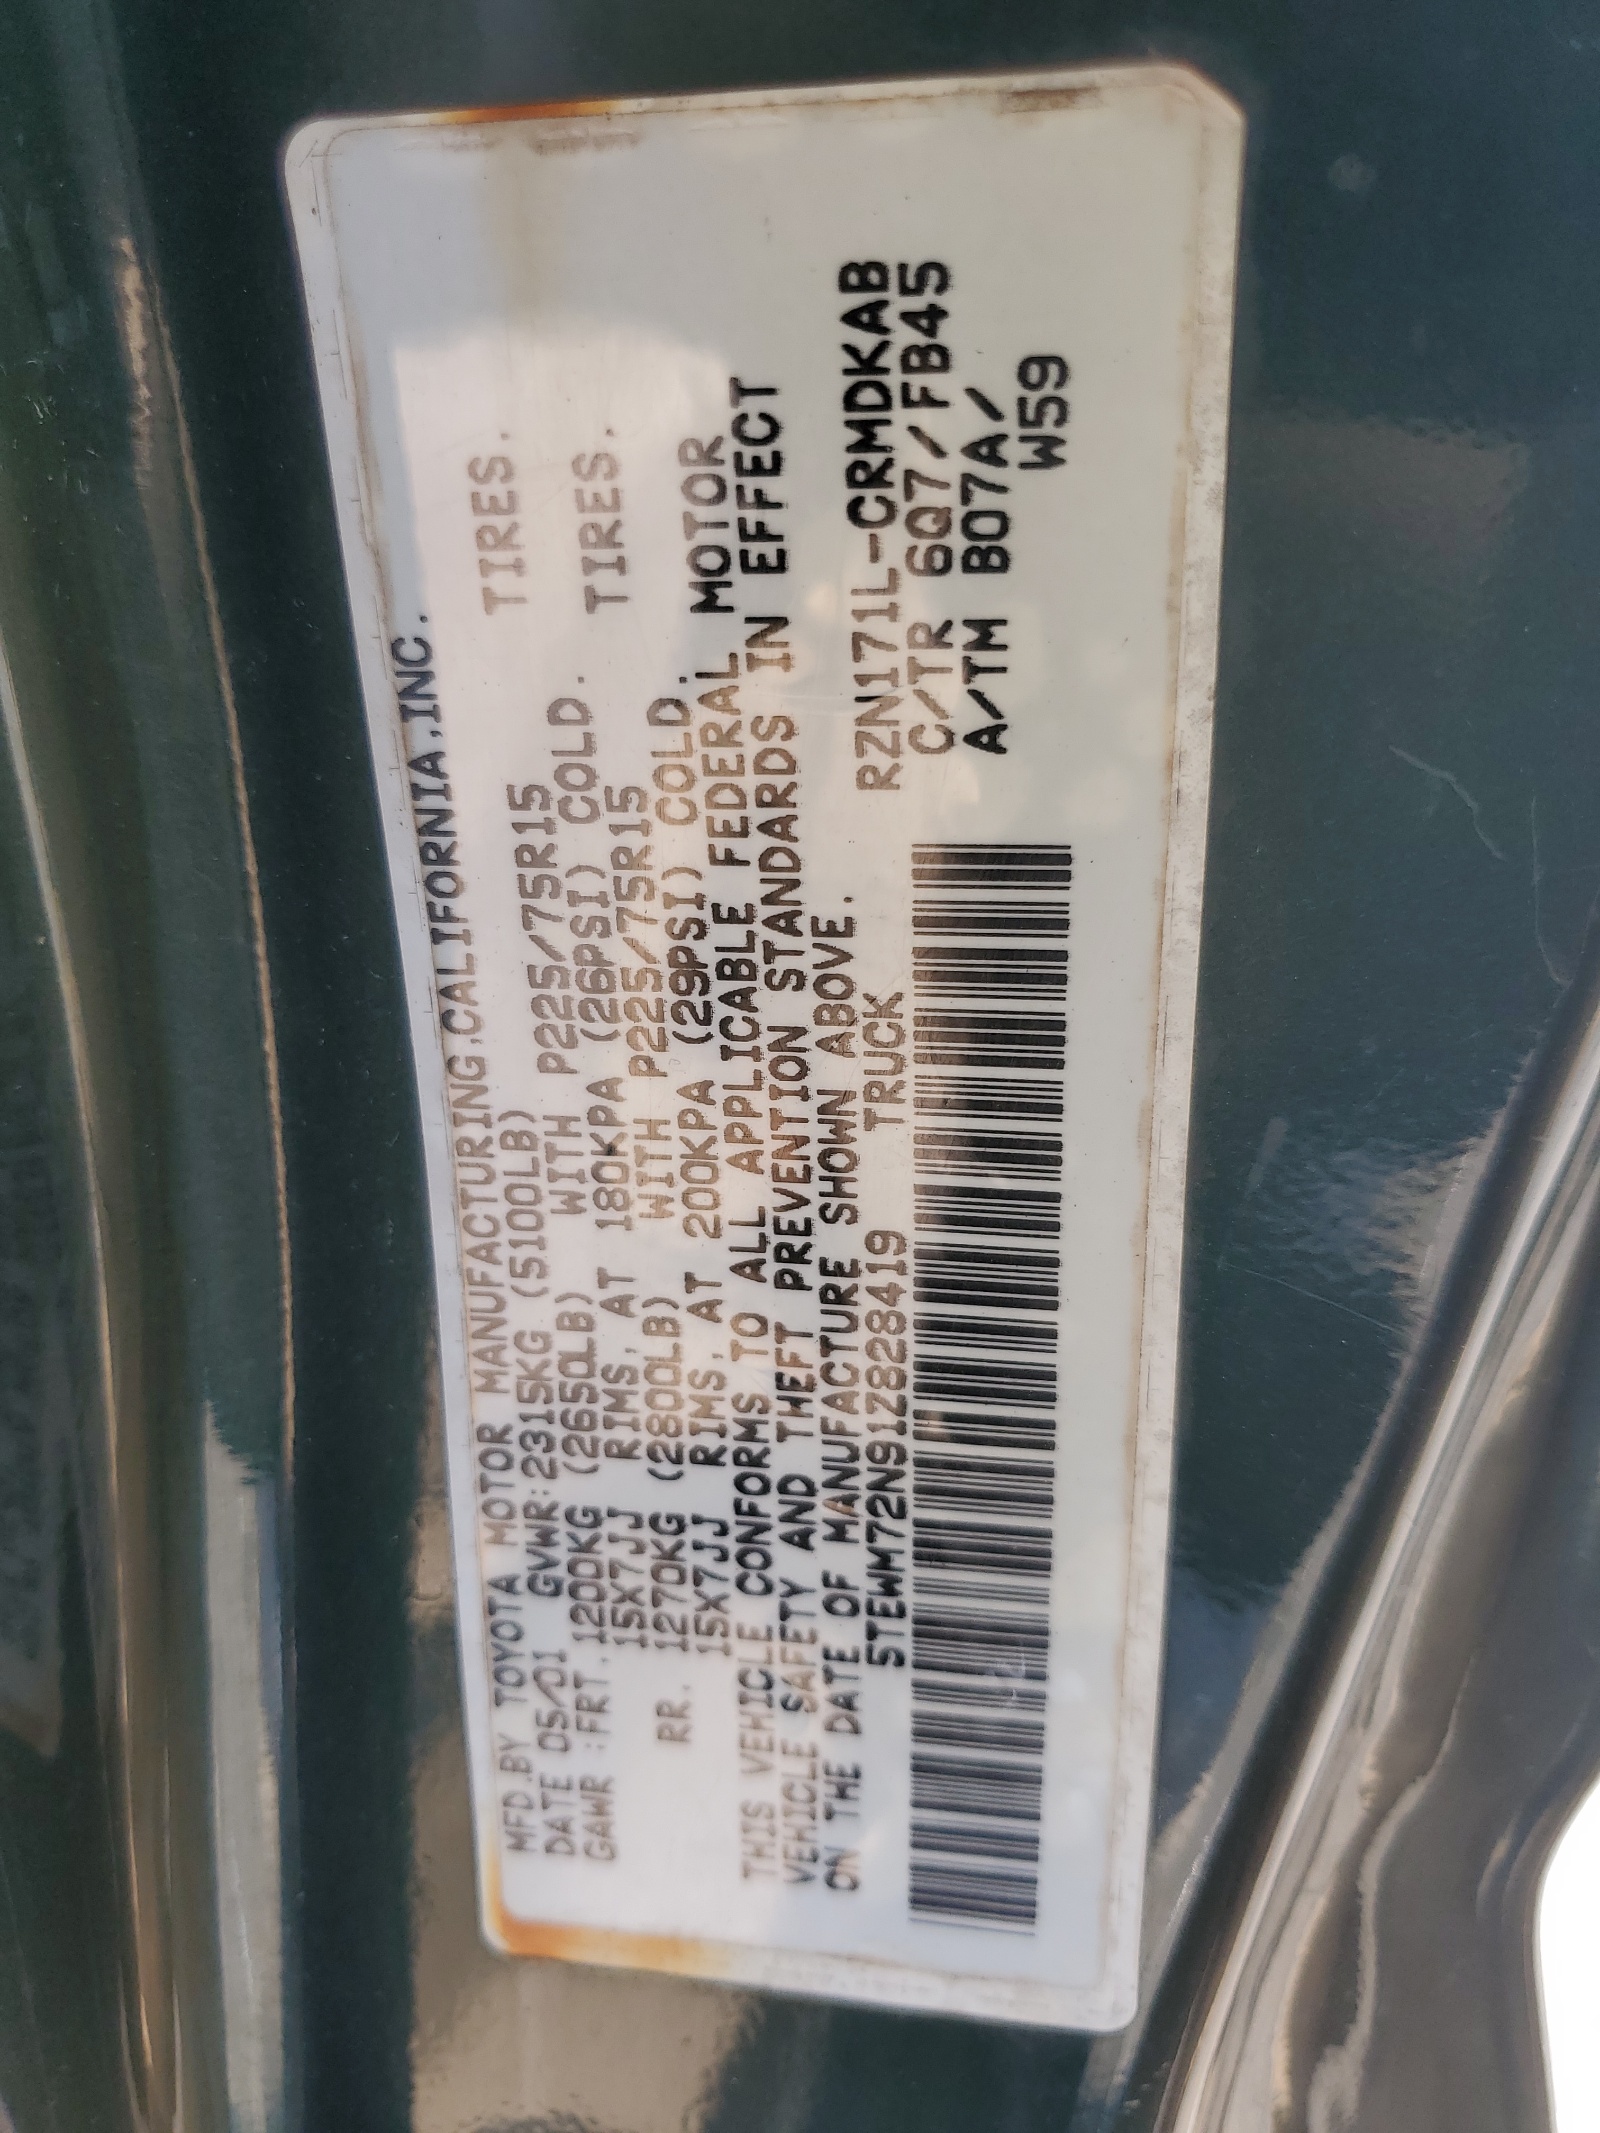 MFD.BY TOYOTA MOTOR MANUFACTURING,CALIFORNIA,INC.
DATE 05/01 GVWR:2315KG (5100LB)
GAWR:FRT.1200KG (2650LB) WITH P225/75R15 TIRES.
15X7JJ RIMS, AT 180KPA (26PSI) COLD.
RR. 1270KG (2800LB) WITH P225/75R15 TIRES.
15X7JJ RIMS, AT 200KPA (29PSI) COLD.
THIS VEHICLE CONFORMS TO ALL APPLICABLE FEDERAL MOTOR
VEHICLE SAFETY AND THEFT PREVENTION STANDARDS IN EFFECT
ON THE DATE OF MANUFACTURE SHOWN ABOVE.
5TEWM72N91Z828419 TRUCK RZN171L-CRMDKAB
C/TR 6Q7/FB45
A/TM B07A/
W59